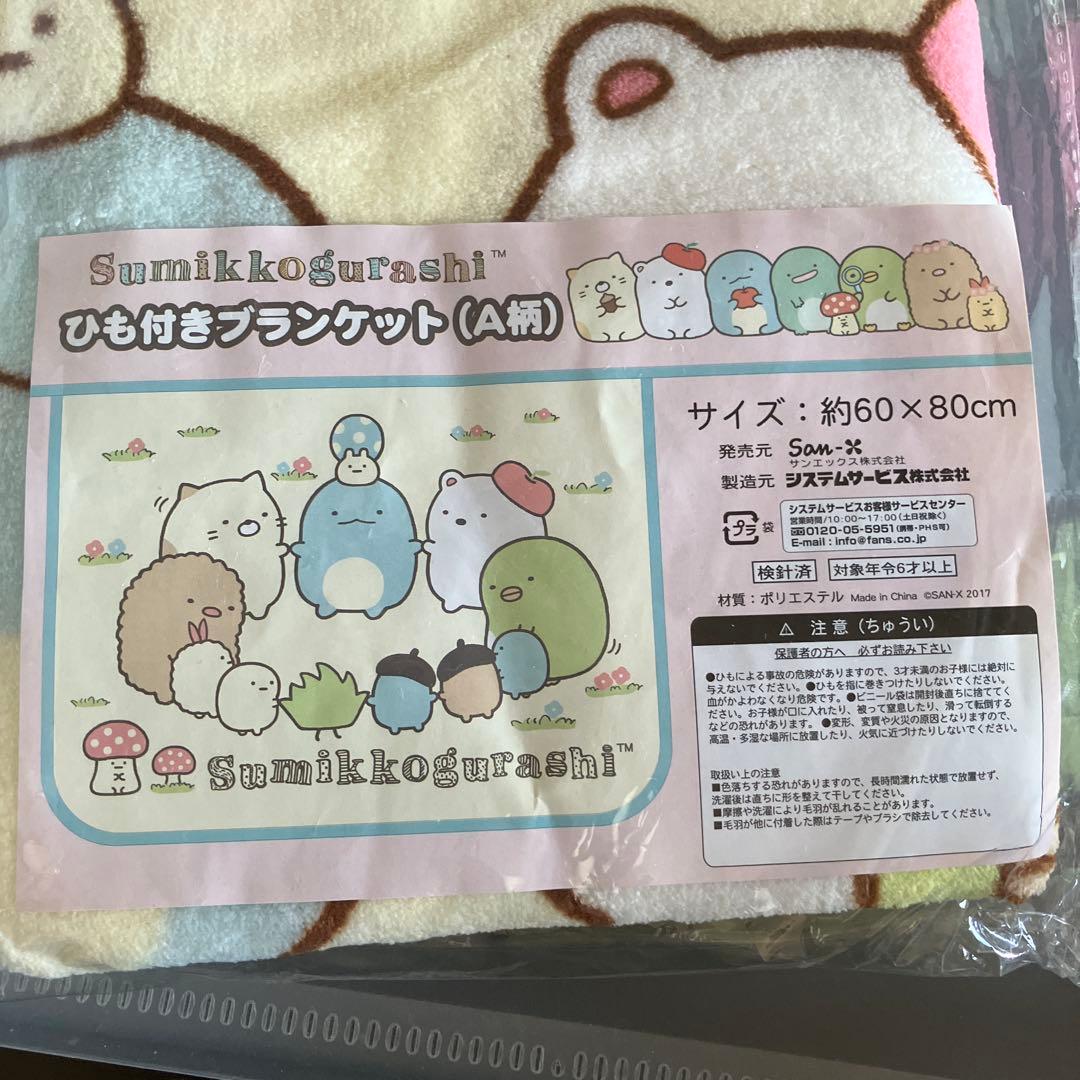 Sumikkogurashi™
ひも付きブランケット(A柄)
Sumikkogurashi™
サイズ：約60×80cm
発売元 San-X
サンエックス株式会社
製造元 システムサービス株式会社
プラ 袋
システムサービスお客様サービスセンター
営業時間/10:00〜17:00(土日祝除く)
0120-05-5951(携帯・PHS可)
E-mail：info@fans.co.jp
検針済 対象年令6才以上
材質：ポリエステル Made in China ©SAN-X 2017
⚠ 注意(ちゅうい)
保護者の方へ 必ずお読み下さい
●ひもによる事故の危険がありますので、3才未満のお子様には絶対に
与えないでください。●ひもを指に巻きつけたりしないでください。
血がかよわなくなり危険です。●ビニール袋は開封後直ちに捨ててく
ださい。お子様が口に入れたり、被って窒息したり、滑って転倒する
などの恐れがあります。 ●変形、変質や火災の原因となりますので、
高温・多湿な場所に放置したり、火気に近づけたりしないでください。
取扱い上の注意
■色落ちする恐れがありますので、長時間濡れた状態で放置せず、
洗濯後は直ちに形を整えて干してください。
■摩擦や洗濯により毛羽が乱れることがあります。
■毛羽が他に付着した際はテープやブラシで除去してください。